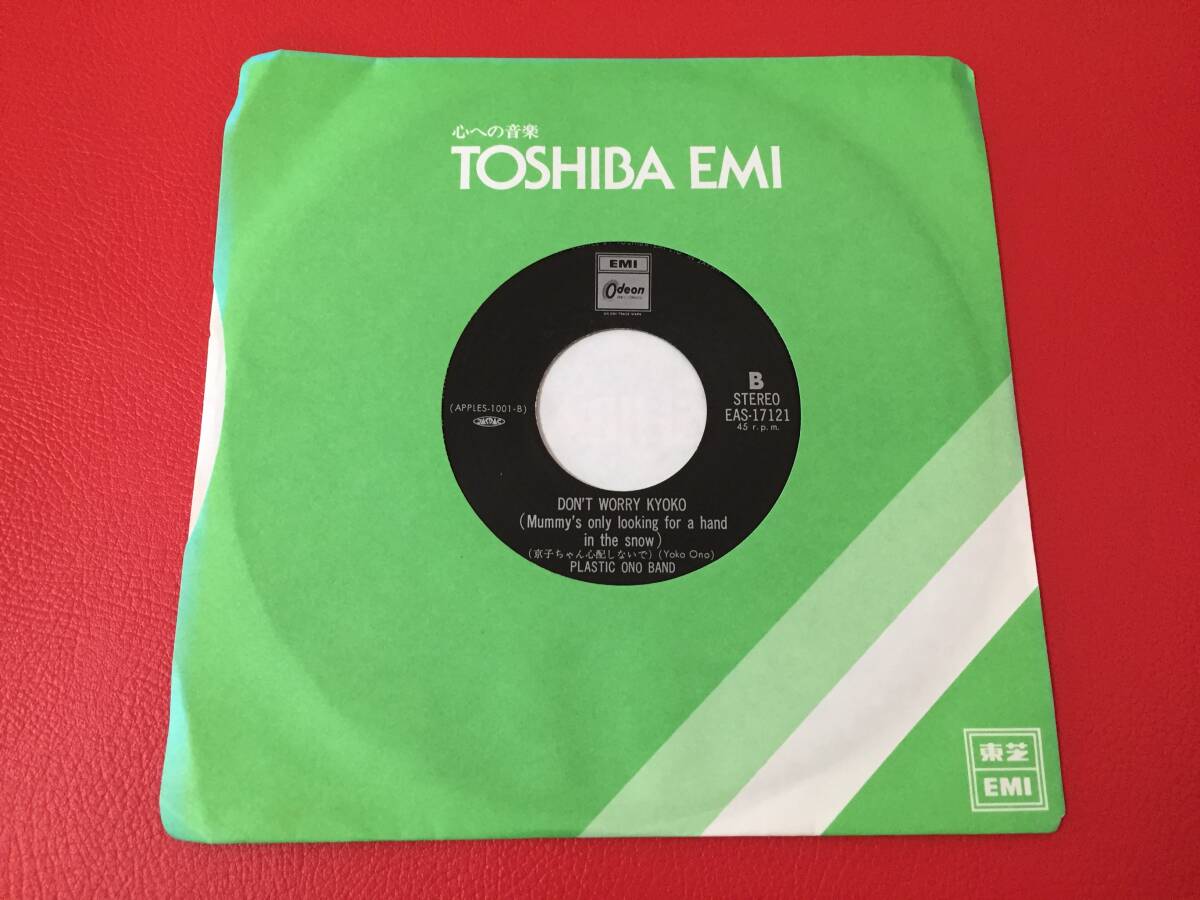 心への音楽
TOSHIBA EMI
EMI
Odeon
B
STEREO
(APPLES-1001-B)
EAS-17121
JASRAC
45 r.p.m.
DON'T WORRY KYOKO
(Mummy's only looking for a hand
in the snow)
(京子ちゃん心配しないで) (Yoko Ono)
PLASTIC ONO BAND
東芝
EMI